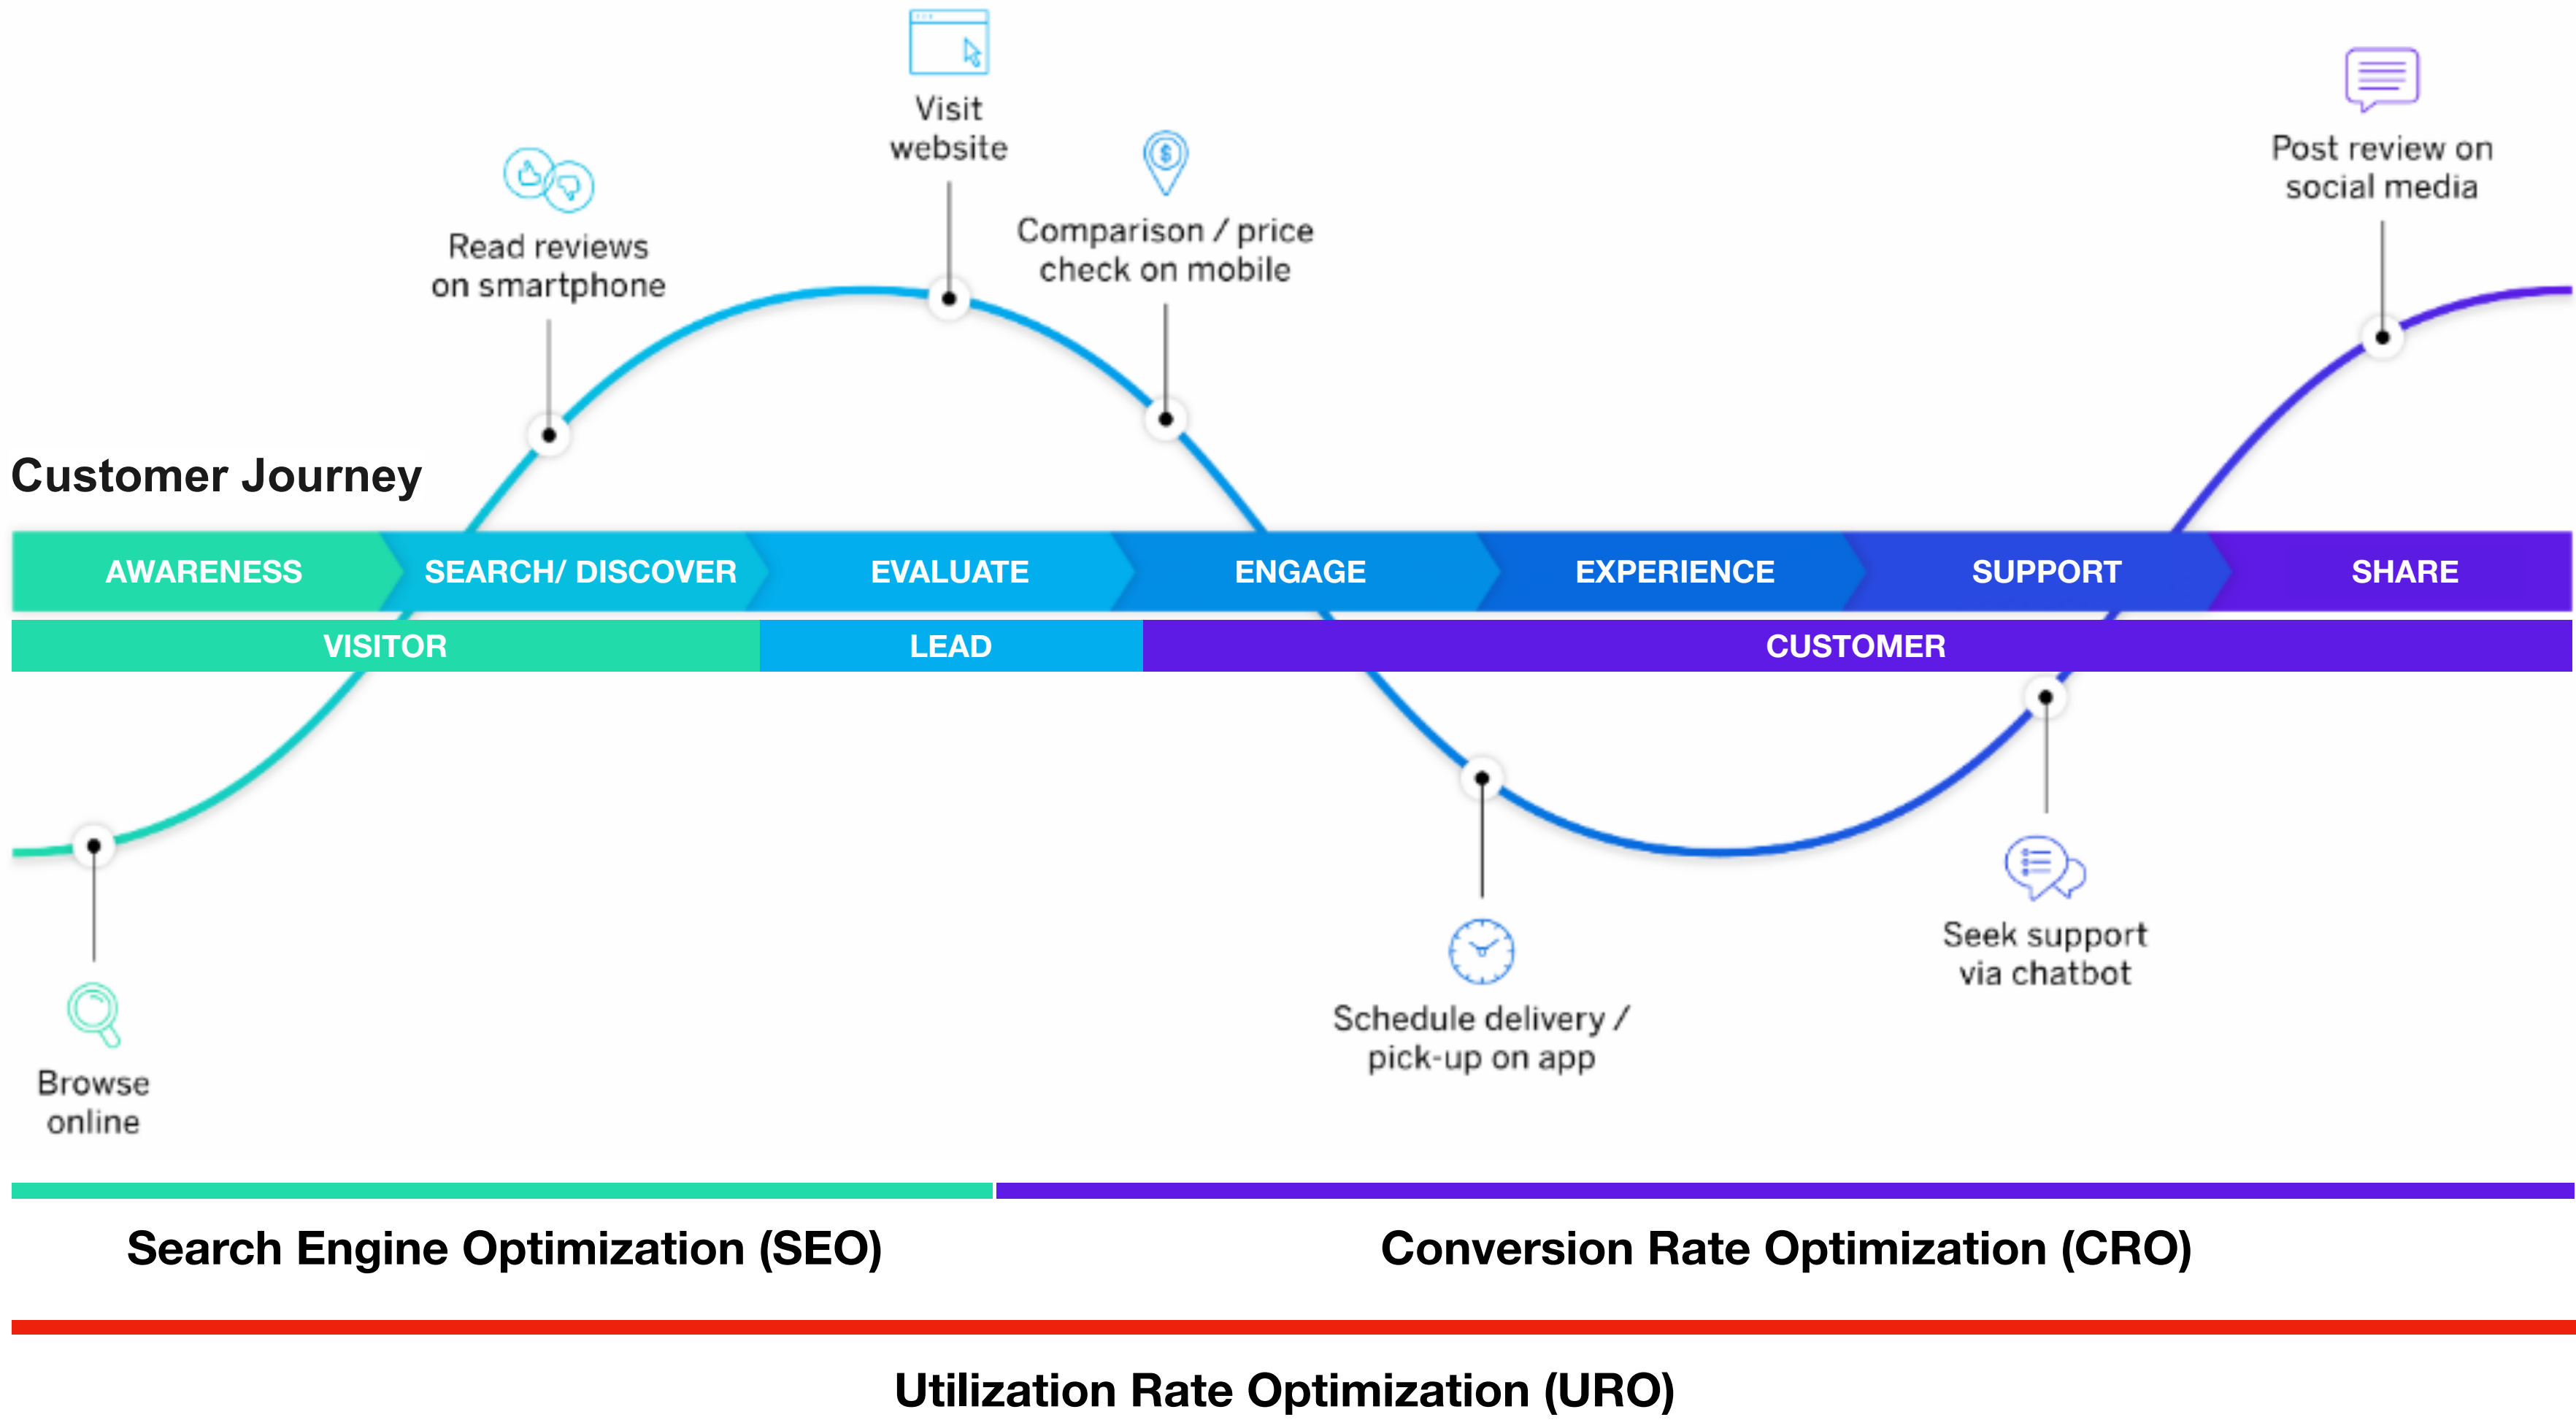 Visit
website
Post review on
social media
Read reviews
on smartphone
Comparison / price
check on mobile
Customer Journey
AWARENESS
SEARCH/ DISCOVER
EVALUATE
ENGAGE
EXPERIENCE
SUPPORT
SHARE
VISITOR
LEAD
CUSTOMER
Browse
online
Schedule delivery /
pick-up on app
Seek support
via chatbot
Search Engine Optimization (SEO)
Conversion Rate Optimization (CRO)
Utilization Rate Optimization (URO)